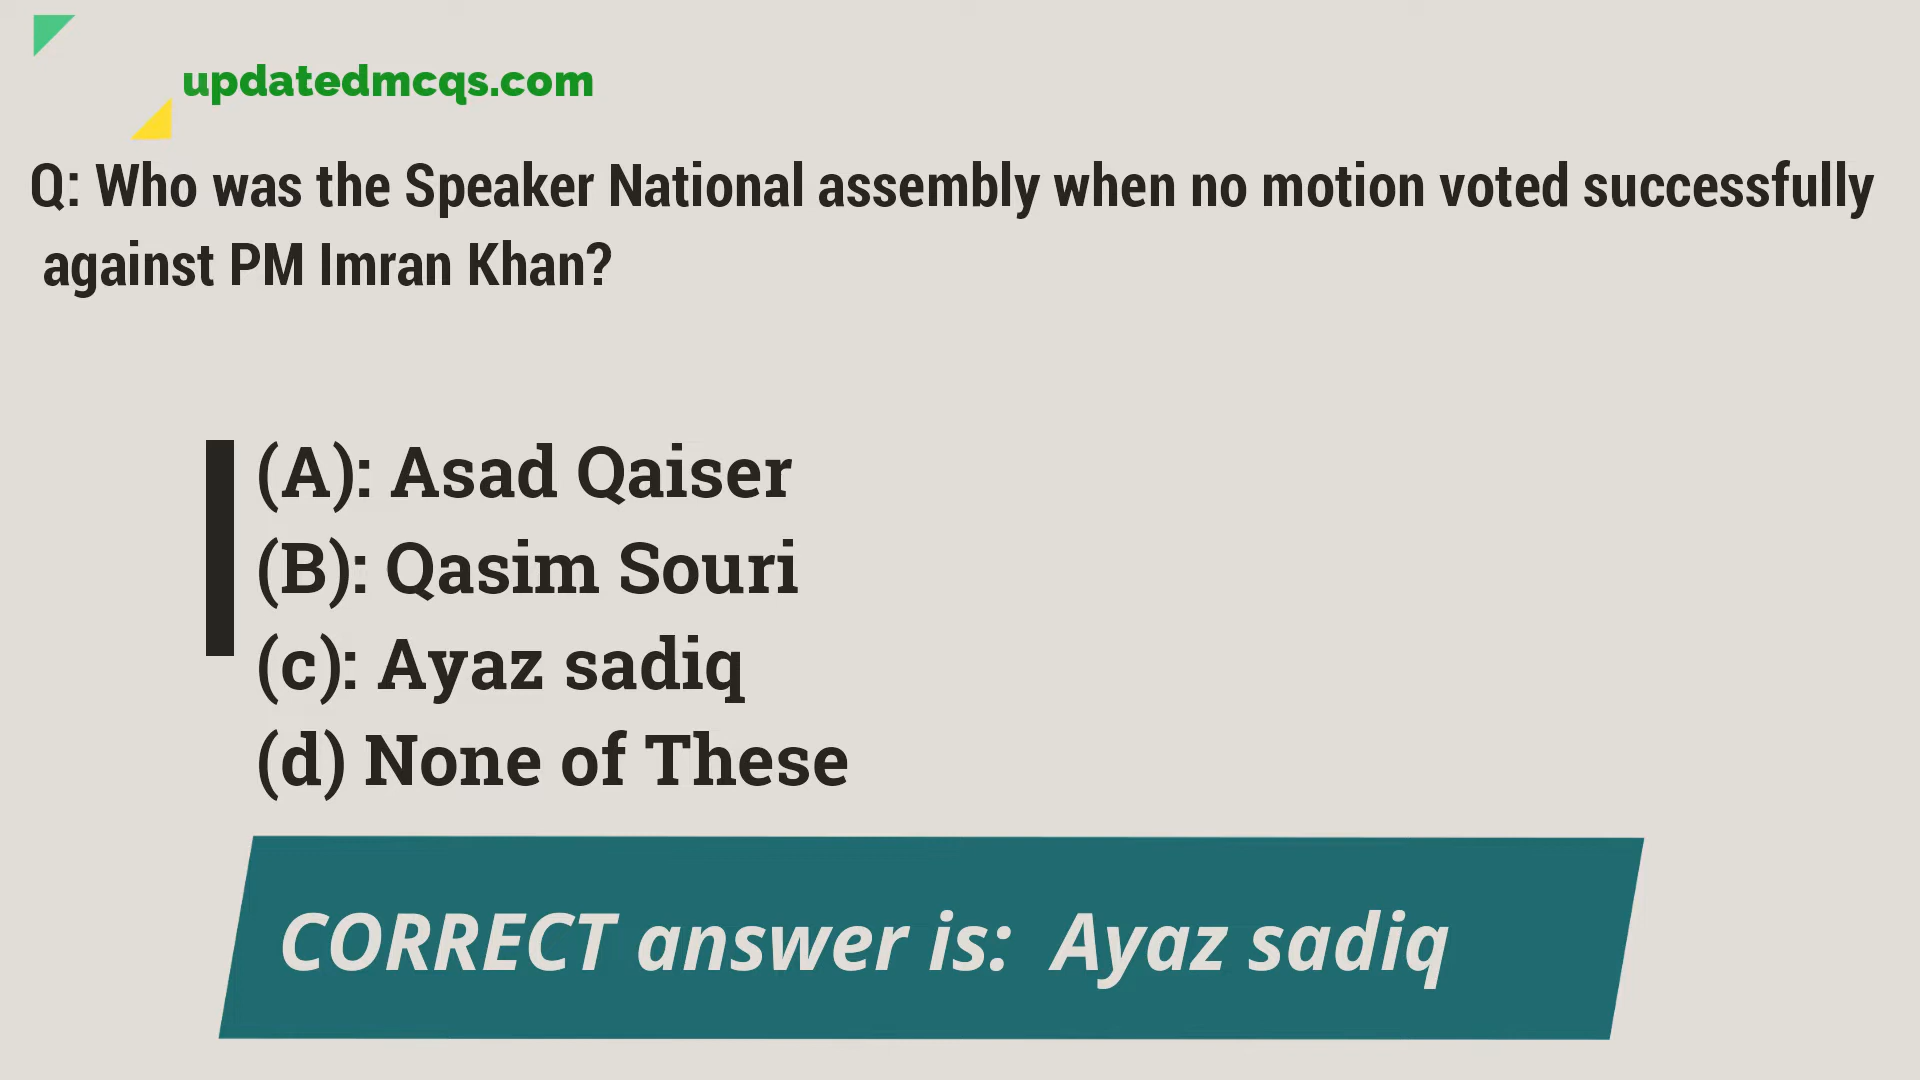 updatedmcqs.com
Q: Who was the Speaker National assembly when no motion voted successfully
against PM Imran Khan?
(A): Asad Qaiser
(B): Qasim Souri
(c): Ayaz sadiq
(d) None of These
CORRECT answer is: Ayaz sadiq